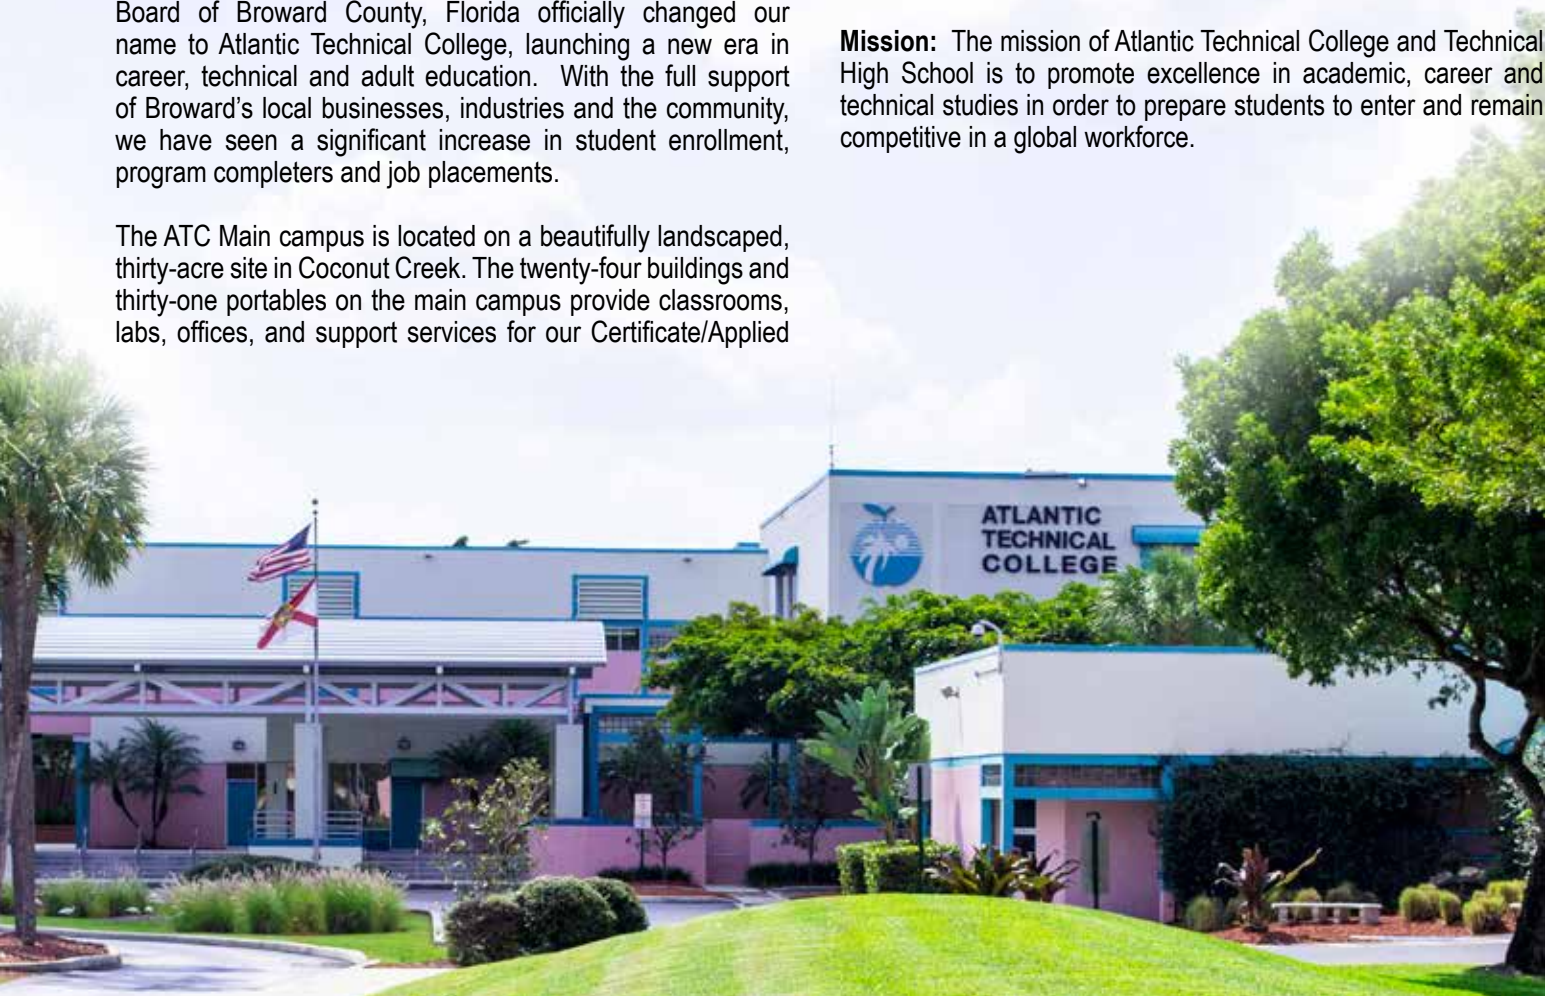 Board of Broward County, Florida officially changed our
name to Atlantic Technical College, launching a new era in
career, technical and adult education. With the full support
of Broward's local businesses, industries and the community,
we have seen a significant increase in student enrollment,
program completers and job placements.
The ATC Main campus is located on a beautifully landscaped,
thirty-acre site in Coconut Creek. The twenty-four buildings and
thirty-one portables on the main campus provide classrooms,
labs, offices, and support services for our Certificate/Applied
Mission: The mission of Atlantic Technical College and Technical
High School is to promote excellence in academic, career and
technical studies in order to prepare students to enter and remain
competitive in a global workforce.
ATLANTIC
TECHNICAL
COLLEGE